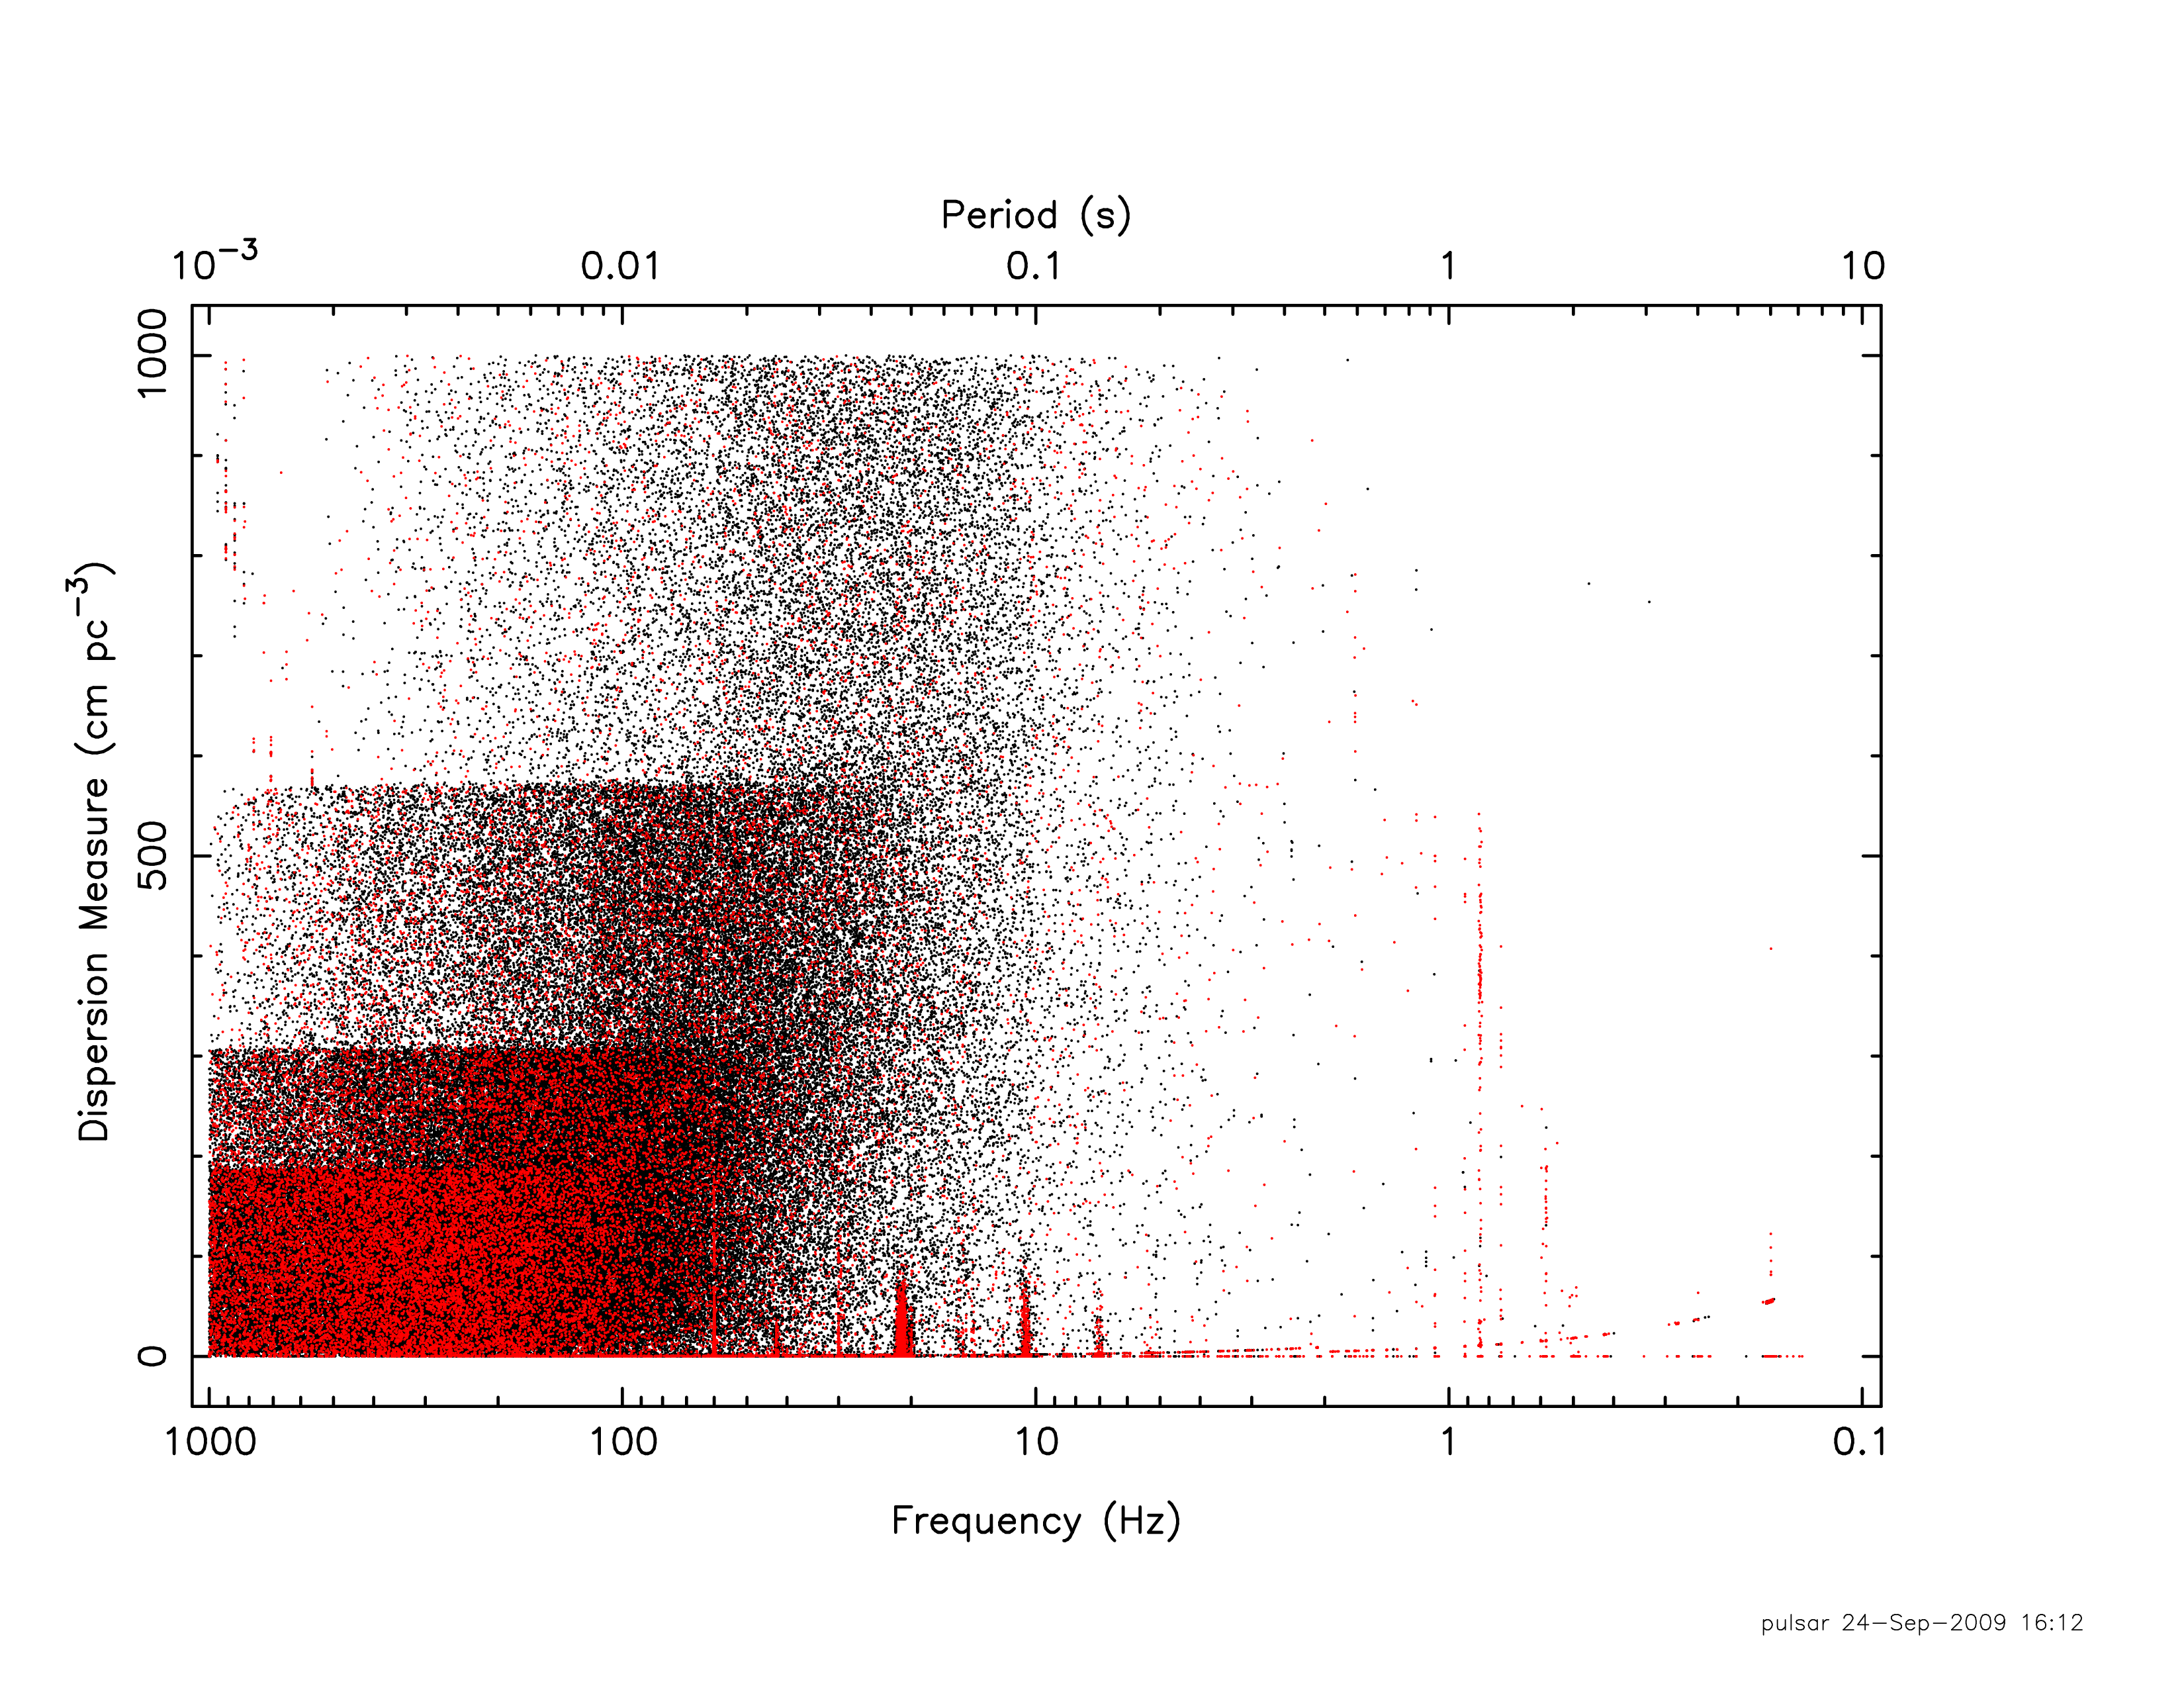 Period (s)
10−3 0.01 0.1 1 10
1000
500
0
Dispersion Measure (cm pc−3)
1000 100 10 1 0.1
Frequency (Hz)
pulsar 24−Sep−2009 16:12